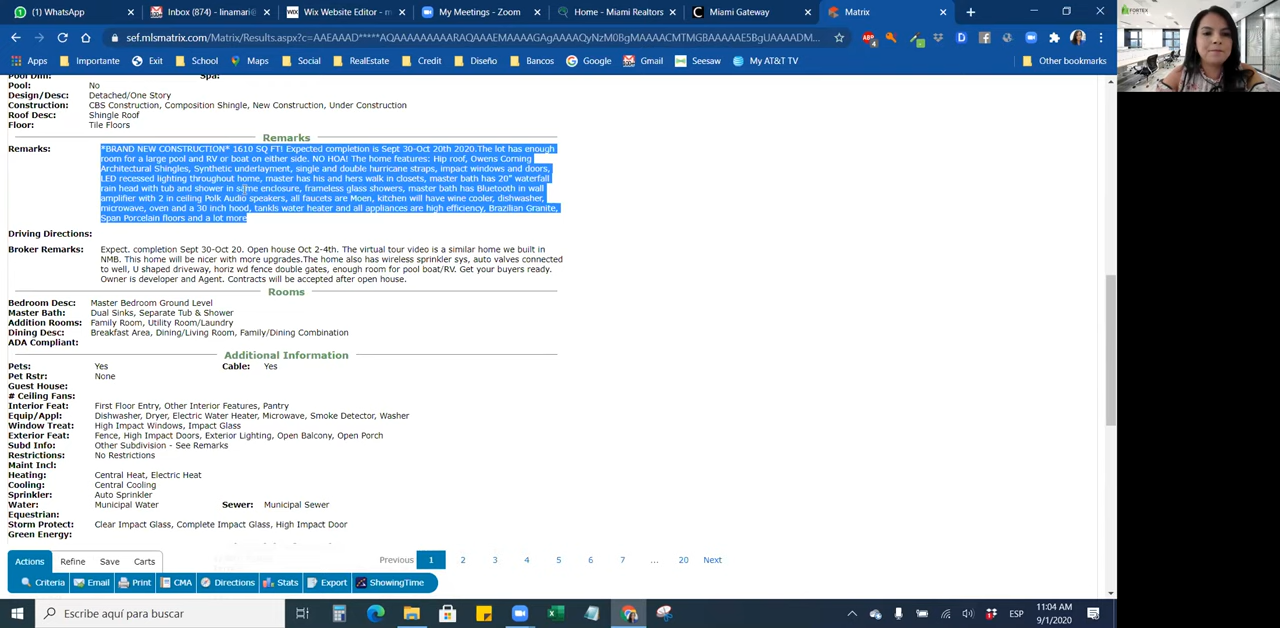 (1) WhatsApp
Inbox (874) - linamari@
Wix Website Editor - m
My Meetings - Zoom
Home - Miami Realtors
Miami Gateway
Matrix
sef.mlsmatrix.com/Matrix/Results.aspx?c=AAEAAAD*****AQAAAAAAAAARAQAAAEMAAAAGAgAAAAQyNzM0BgMAAAACMTMGBAAAAAE5BgUAAAADM...
Apps
Importante
Exit
School
Maps
Social
RealEstate
Credit
Diseño
Bancos
Google
Gmail
Seesaw
My AT&T TV
Other bookmarks
FORTEX
Pool Dim: Spa:
Pool: No
Design/Desc: Detached/One Story
Construction: CBS Construction, Composition Shingle, New Construction, Under Construction
Roof Desc: Shingle Roof
Floor: Tile Floors
Remarks
Remarks: *BRAND NEW CONSTRUCTION* 1610 SQ FT! Expected completion is Sept 30-Oct 20th 2020.The lot has enough
room for a large pool and RV or boat on either side. NO HOA! The home features: Hip roof, Owens Corning
Architectural Shingles, Synthetic underlayment, single and double hurricane straps, impact windows and doors,
LED recessed lighting throughout home, master has his and hers walk in closets, master bath has 20" waterfall
rain head with tub and shower in same enclosure, frameless glass showers, master bath has Bluetooth in wall
amplifier with 2 in ceiling Polk Audio speakers, all faucets are Moen, kitchen will have wine cooler, dishwasher,
microwave, oven and a 30 inch hood, tankls water heater and all appliances are high efficiency, Brazilian Granite,
Span Porcelain floors and a lot more
Driving Directions:
Broker Remarks: Expect. completion Sept 30-Oct 20. Open house Oct 2-4th. The virtual tour video is a similar home we built in
NMB. This home will be nicer with more upgrades.The home also has wireless sprinkler sys, auto valves connected
to well, U shaped driveway, horiz wd fence double gates, enough room for pool boat/RV. Get your buyers ready.
Owner is developer and Agent. Contracts will be accepted after open house.
Rooms
Bedroom Desc: Master Bedroom Ground Level
Master Bath: Dual Sinks, Separate Tub & Shower
Addition Rooms: Family Room, Utility Room/Laundry
Dining Desc: Breakfast Area, Dining/Living Room, Family/Dining Combination
ADA Compliant:
Additional Information
Pets: Yes Cable: Yes
Pet Rstr: None
Guest House:
# Ceiling Fans:
Interior Feat: First Floor Entry, Other Interior Features, Pantry
Equip/Appl: Dishwasher, Dryer, Electric Water Heater, Microwave, Smoke Detector, Washer
Window Treat: High Impact Windows, Impact Glass
Exterior Feat: Fence, High Impact Doors, Exterior Lighting, Open Balcony, Open Porch
Subd Info: Other Subdivision - See Remarks
Restrictions: No Restrictions
Maint Incl:
Heating: Central Heat, Electric Heat
Cooling: Central Cooling
Sprinkler: Auto Sprinkler
Water: Municipal Water Sewer: Municipal Sewer
Equestrian:
Storm Protect: Clear Impact Glass, Complete Impact Glass, High Impact Door
Green Energy:
Actions Refine Save Carts Previous 1 2 3 4 5 6 7 ... 20 Next
Criteria Email Print CMA Directions Stats Export ShowingTime
Escribe aquí para buscar
ESP
11:04 AM
9/1/2020